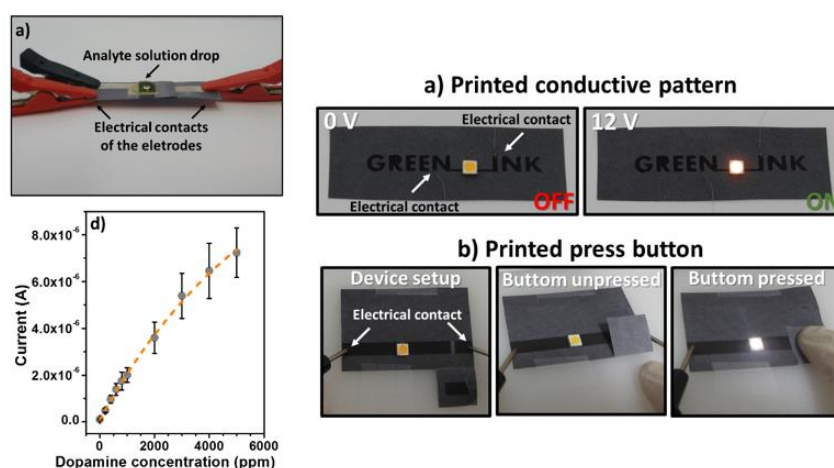 a)
Analyte solution drop
Electrical contacts
of the eletrodes
d)
8.0x10⁻⁶
6.0x10⁻⁶
4.0x10⁻⁶
2.0x10⁻⁶
0.0
Current (A)
0 2000 4000 6000
Dopamine concentration (ppm)
a) Printed conductive pattern
0 V
Electrical contact
GREEN INK
Electrical contact
OFF
12 V
GREEN INK
ON
b) Printed press button
Device setup
Electrical contact
Buttom unpressed
Buttom pressed